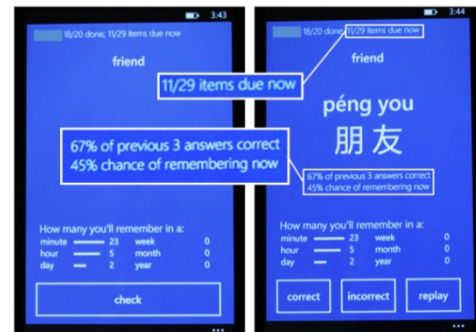 3:43
18/20 done; 11/29 items due now
friend
11/29 items due now
67% of previous 3 answers correct
45% chance of remembering now
How many you'll remember in a:
minute 23 week 0
hour 5 month 0
day 2 year 0
check
3:44
18/20 done; 11/29 items due now
friend
péng you
朋友
67% of previous 3 answers correct
45% chance of remembering now
How many you'll remember in a:
minute 23 week 0
hour 5 month 0
day 2 year 0
correct incorrect replay